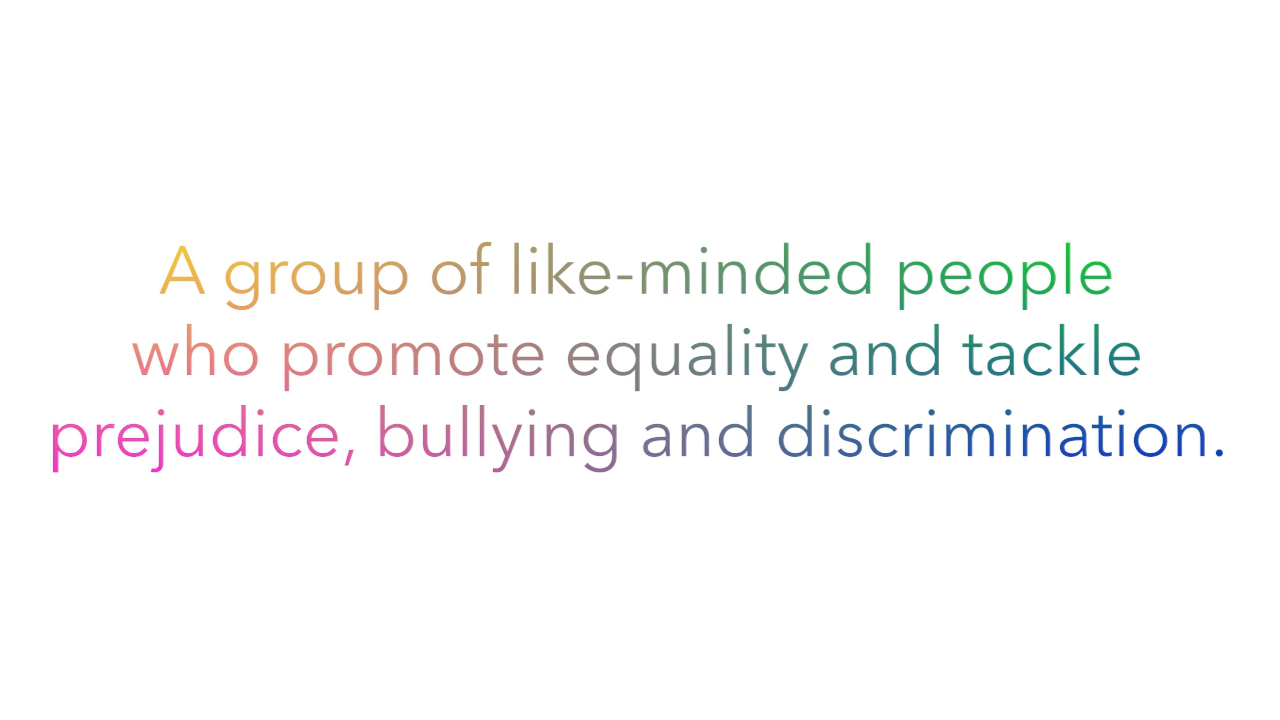 A group of like-minded people
who promote equality and tackle
prejudice, bullying and discrimination.